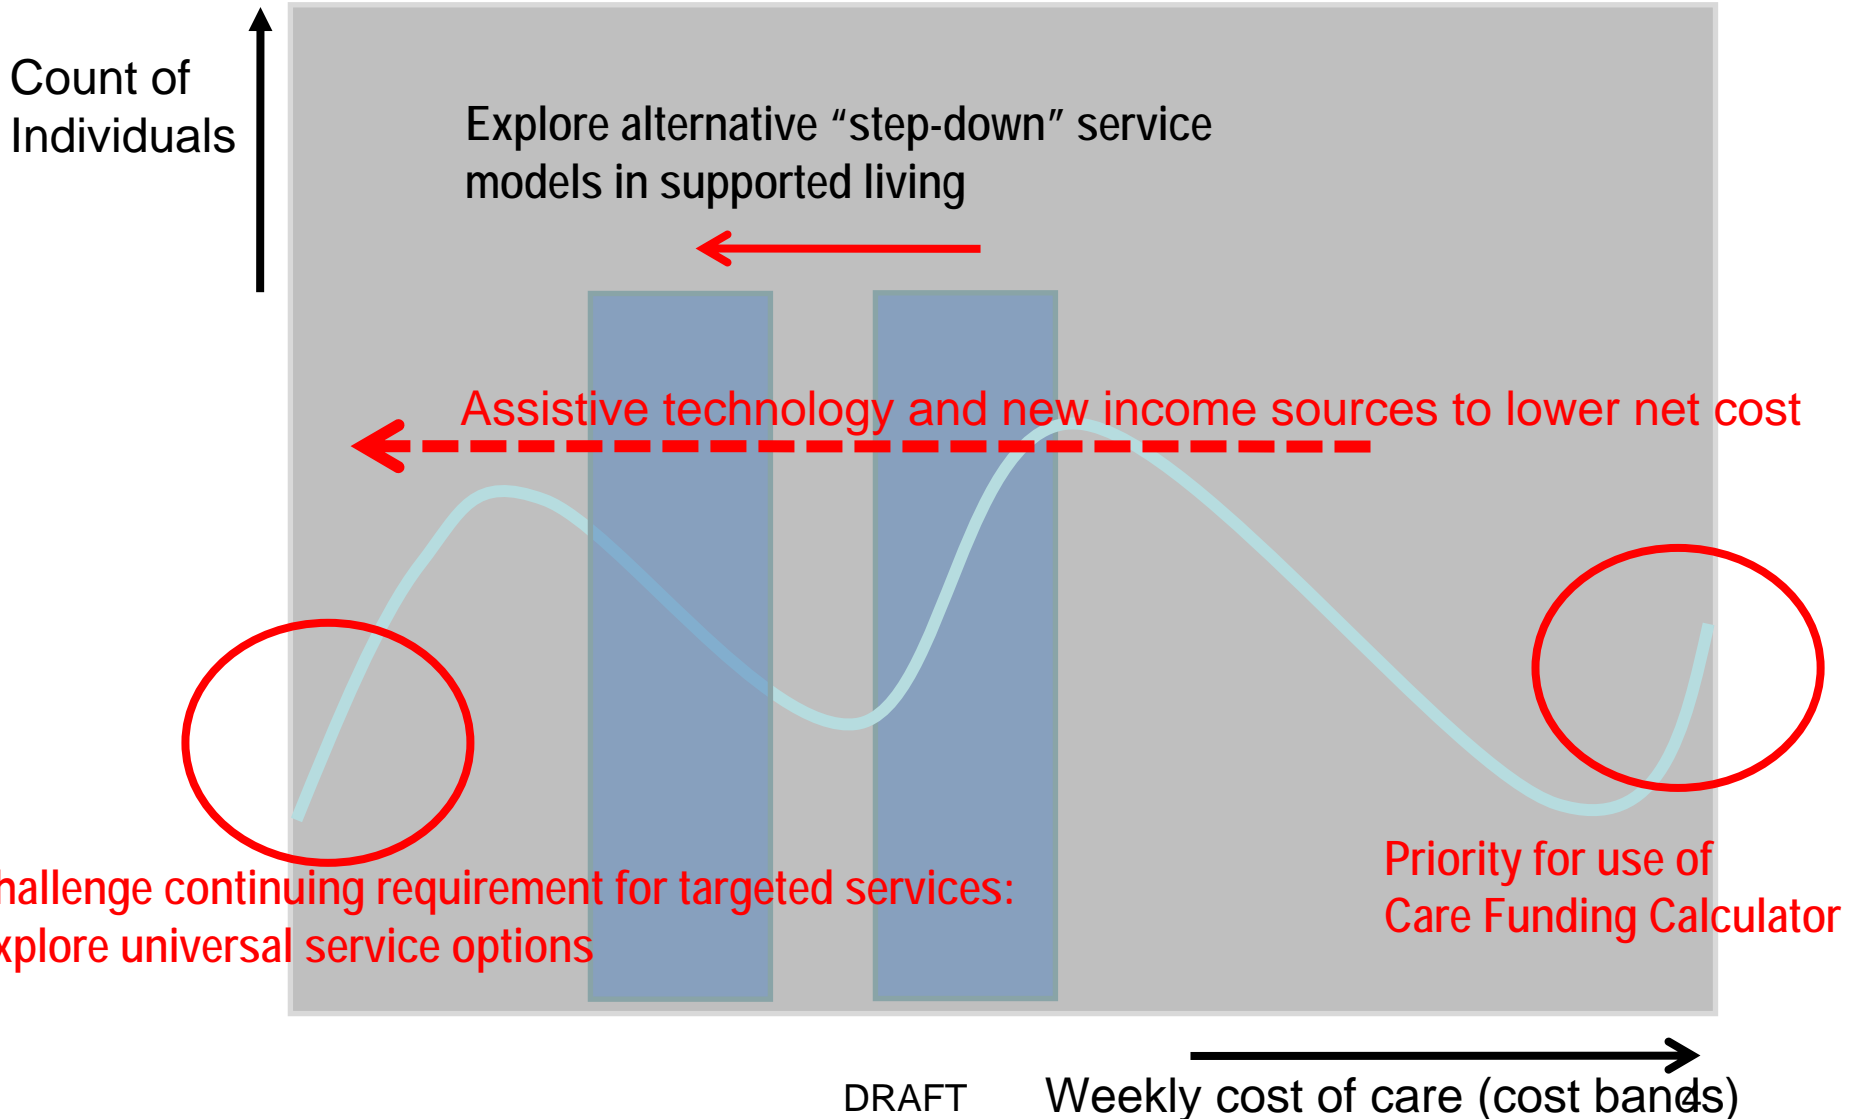 Count of
Individuals
Explore alternative “step-down” service
models in supported living
Assistive technology and new income sources to lower net cost
hallenge continuing requirement for targeted services:
xplore universal service options
Priority for use of
Care Funding Calculator
DRAFT
Weekly cost of care (cost bands)
4